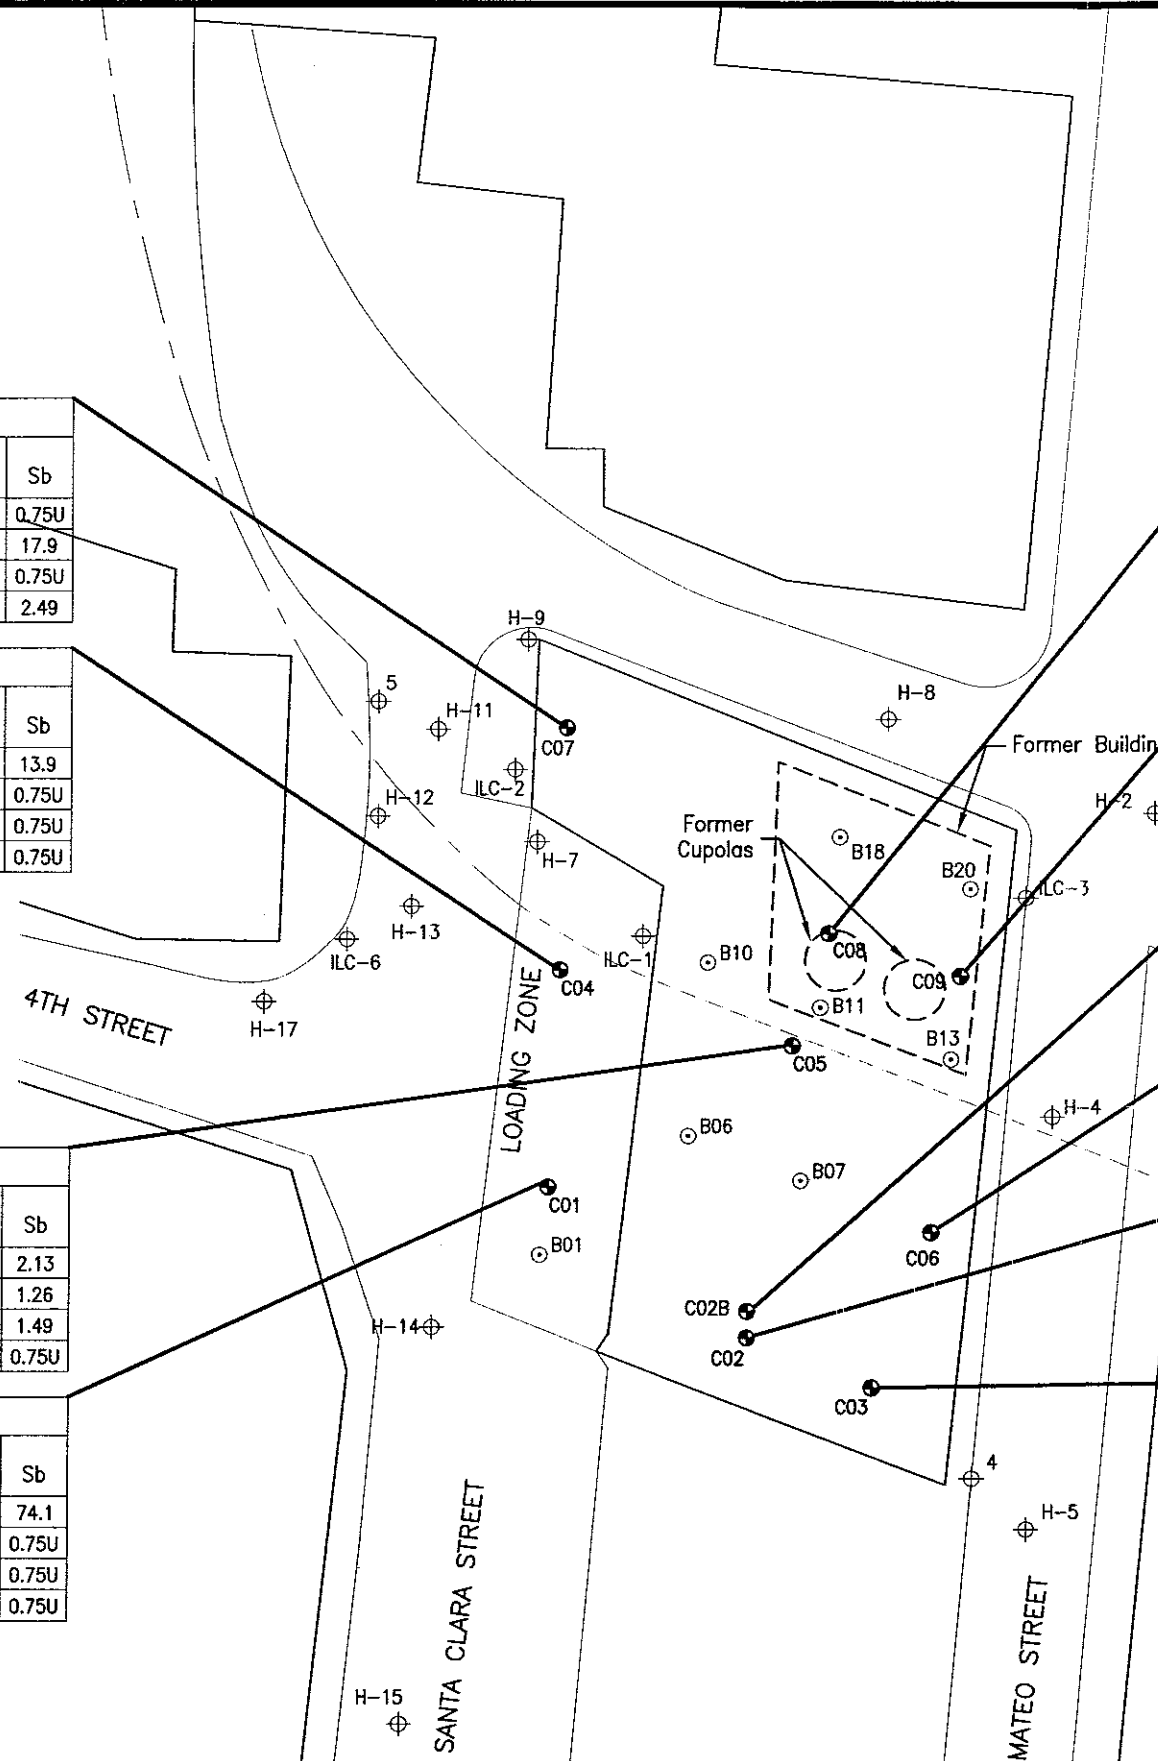 Sb
0.75U
17.9
0.75U
2.49
Sb
13.9
0.75U
0.75U
0.75U
Sb
2.13
1.26
1.49
0.75U
Sb
74.1
0.75U
0.75U
0.75U
H-9
5
H-11
C07
H-8
Former Buildin
ILC-2
H-12
H-2
Former
Cupolas
H-7
B18
B20
ILC-3
H-13
ILC-6
ILC-1
B10
C08
C09
C04
4TH STREET
H-17
LOADING ZONE
B11
B13
C05
H-4
B06
B07
C01
B01
C06
C02B
H-14
C02
C03
4
H-5
SANTA CLARA STREET
MATEO STREET
H-15